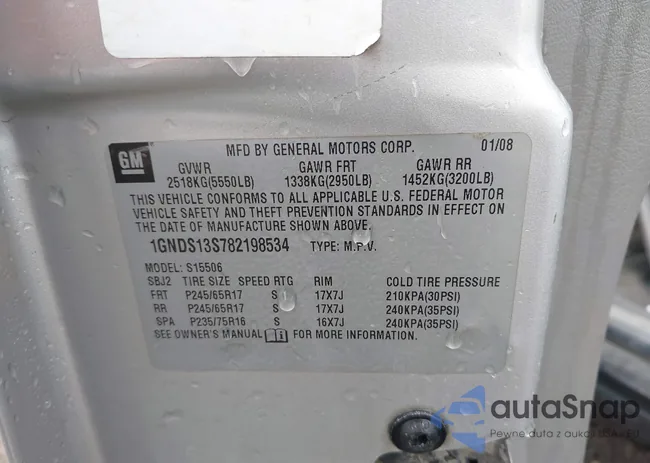 GM
MFD BY GENERAL MOTORS CORP. 01/08
GVWR GAWR FRT GAWR RR
2518KG(5550LB) 1338KG(2950LB) 1452KG(3200LB)
THIS VEHICLE CONFORMS TO ALL APPLICABLE U.S. FEDERAL MOTOR
VEHICLE SAFETY AND THEFT PREVENTION STANDARDS IN EFFECT ON
THE DATE OF MANUFACTURE SHOWN ABOVE.
1GNDS13S782198534 TYPE: M.P.V.
MODEL: S15506
SBJ2 TIRE SIZE SPEED RTG RIM COLD TIRE PRESSURE
FRT P245/65R17 S 17X7J 210KPA(30PSI)
RR P245/65R17 S 17X7J 240KPA(35PSI)
SPA P235/75R16 S 16X7J 240KPA(35PSI)
SEE OWNER'S MANUAL FOR MORE INFORMATION.
autaSnap
Pewne auta z aukcji